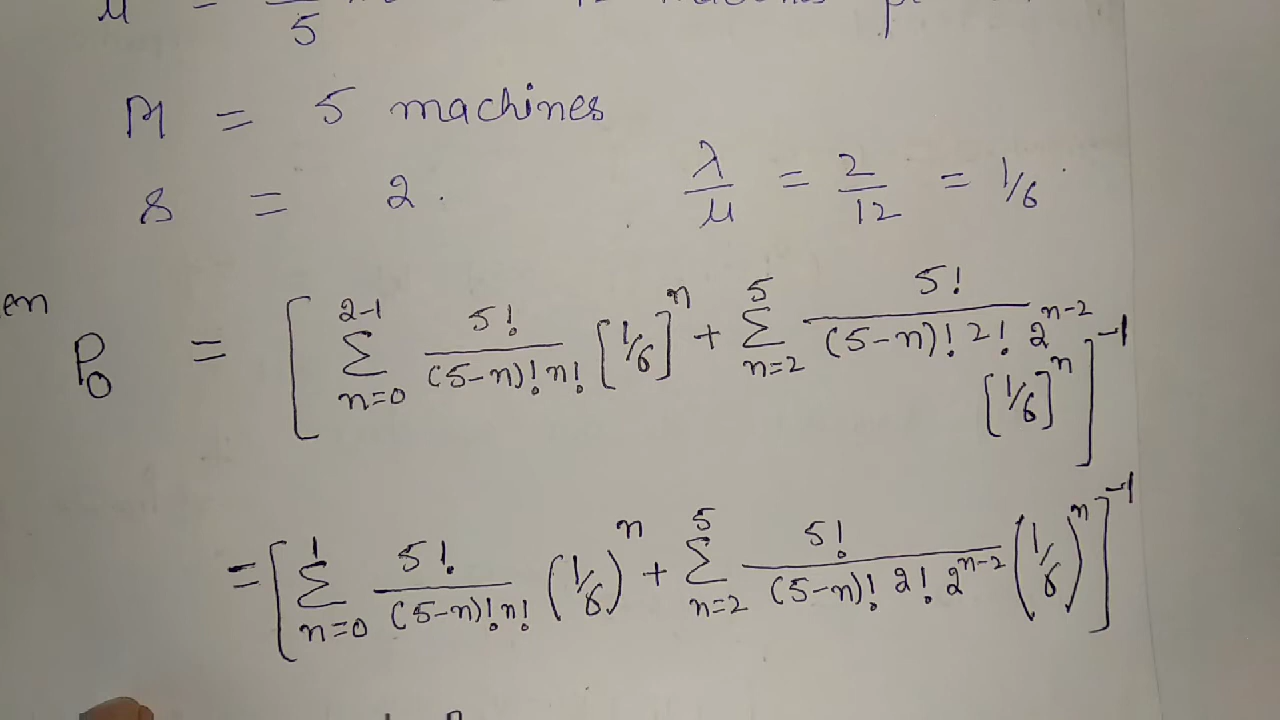 μ = /5
M = 5 machines
s = 2. λ/μ = 2/12 = 1/6.
en P₀ = [ Σ_{n=0}^{2-1} 5!/((5-n)! n!) [1/6]^n + Σ_{n=2}^{5} 5!/((5-n)! 2! 2^{n-2}) [1/6]^n ]^{-1}
= [ Σ_{n=0}^{1} 5!/((5-n)! n!) (1/6)^n + Σ_{n=2}^{5} 5!/((5-n)! 2! 2^{n-2}) (1/6)^n ]^{-1}